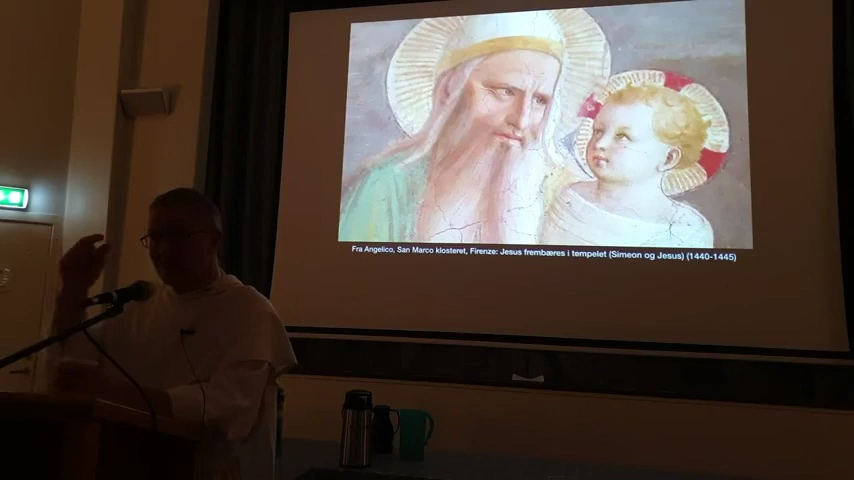 Fra Angelico, San Marco klosteret, Firenze: Jesus frembæres i tempelet (Simeon og Jesus) (1440-1445)